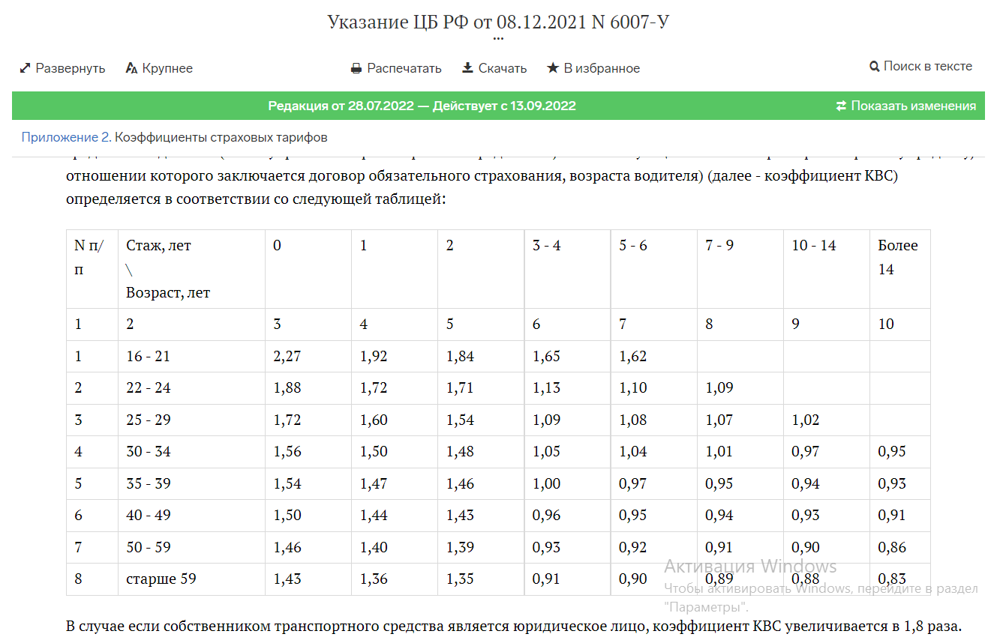 Указание ЦБ РФ от 08.12.2021 N 6007-У
...
Развернуть Крупнее Распечатать Скачать В избранное Поиск в тексте
Редакция от 28.07.2022 — Действует с 13.09.2022 Показать изменения
Приложение 2. Коэффициенты страховых тарифов
отношении которого заключается договор обязательного страхования, возраста водителя) (далее - коэффициент КВС)
определяется в соответствии со следующей таблицей:
N п/п Стаж, лет \ Возраст, лет 0 1 2 3 - 4 5 - 6 7 - 9 10 - 14 Более 14
1 2 3 4 5 6 7 8 9 10
1 16 - 21 2,27 1,92 1,84 1,65 1,62
2 22 - 24 1,88 1,72 1,71 1,13 1,10 1,09
3 25 - 29 1,72 1,60 1,54 1,09 1,08 1,07 1,02
4 30 - 34 1,56 1,50 1,48 1,05 1,04 1,01 0,97 0,95
5 35 - 39 1,54 1,47 1,46 1,00 0,97 0,95 0,94 0,93
6 40 - 49 1,50 1,44 1,43 0,96 0,95 0,94 0,93 0,91
7 50 - 59 1,46 1,40 1,39 0,93 0,92 0,91 0,90 0,86
8 старше 59 1,43 1,36 1,35 0,91 0,90 0,89 0,88 0,83
Активация Windows
Чтобы активировать Windows, перейдите в раздел
"Параметры".
В случае если собственником транспортного средства является юридическое лицо, коэффициент КВС увеличивается в 1,8 раза.